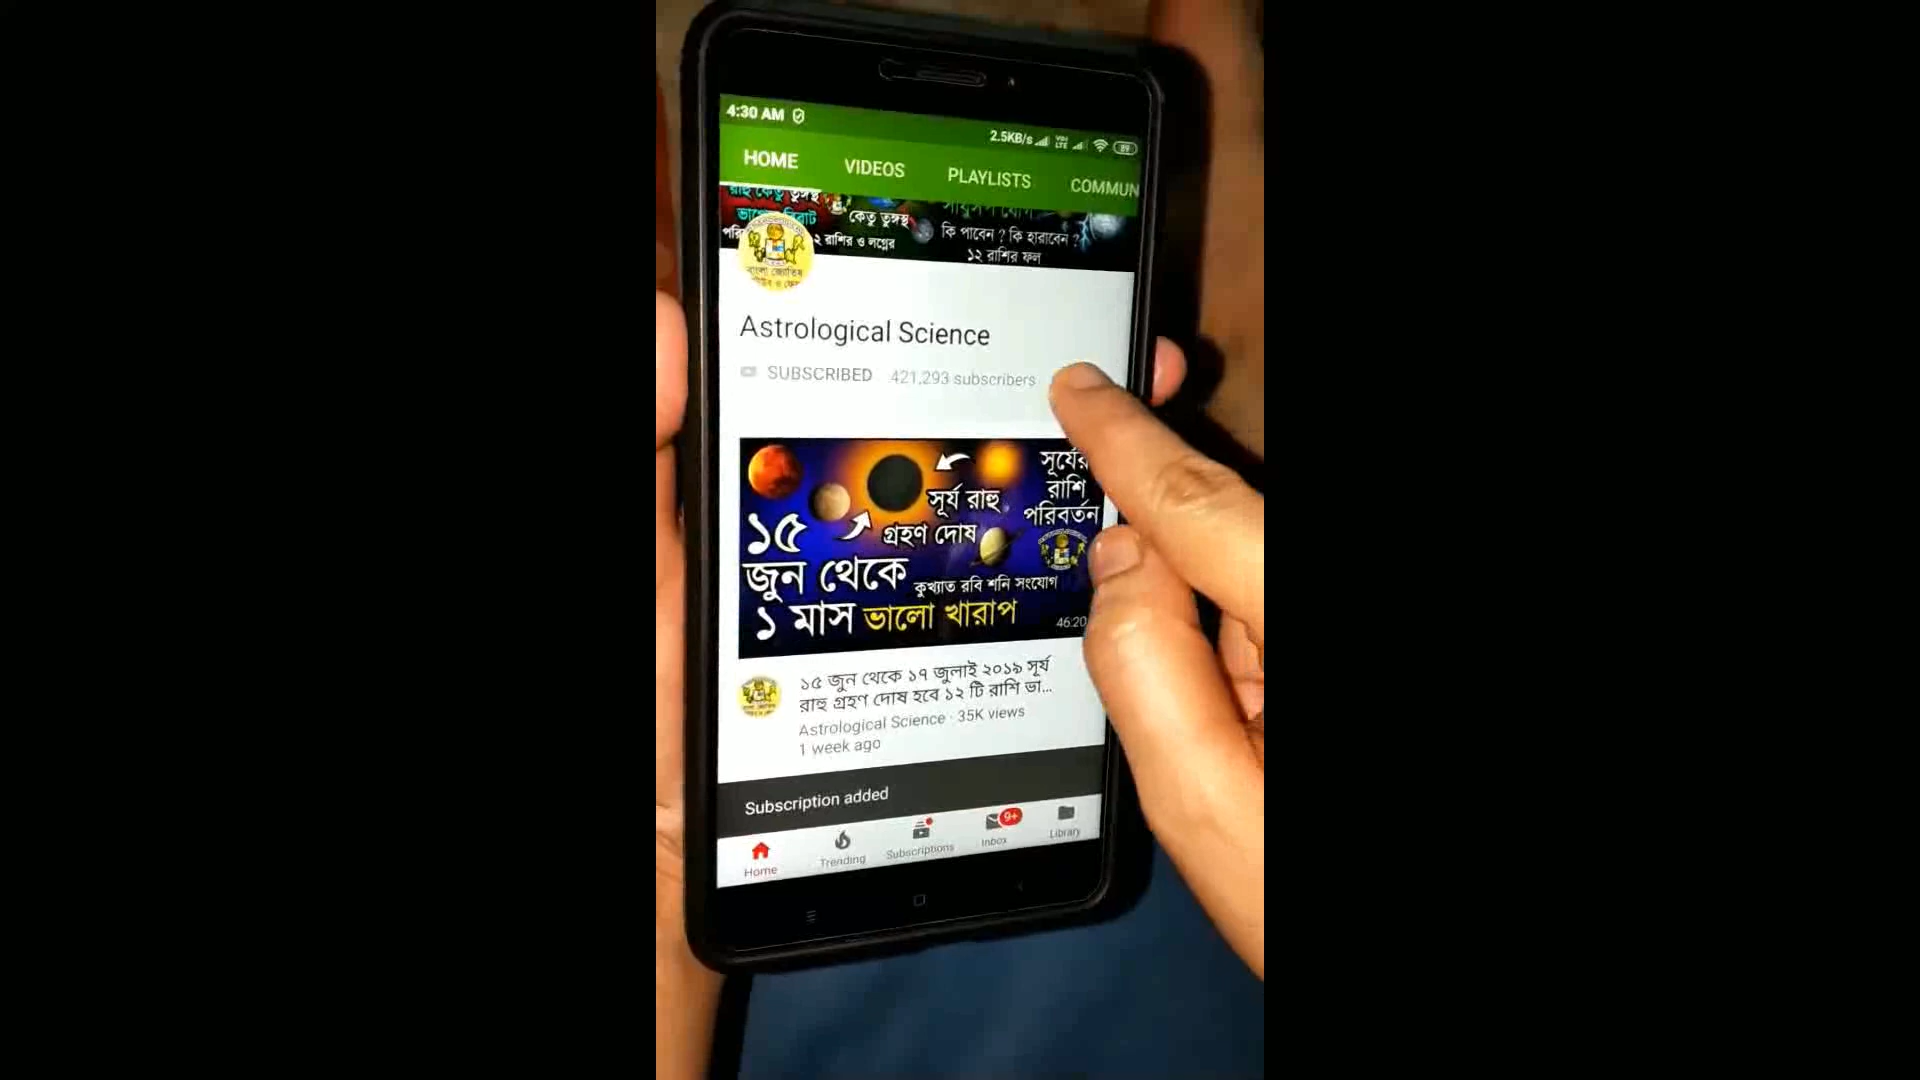 4:30 AM
2.5KB/s
HOME VIDEOS PLAYLISTS COMMUN
রাহু কেতু তুঙ্গস্থ
কেতু তুঙ্গস্থ
২ রাশির ও লগ্নের
কি পাবেন ? কি হারাবেন ?
১২ রাশির ফল
বাংলা জ্যোতিষ
Astrological Science
SUBSCRIBED 421,293 subscribers
সূর্যের
রাশি
পরিবর্তন
সূর্য রাহু
গ্রহণ দোষ
১৫
জুন থেকে
কুখ্যাত রবি শনি সংযোগ
১ মাস ভালো খারাপ
46:20
১৫ জুন থেকে ১৭ জুলাই ২০১৯ সূর্য
রাহু গ্রহণ দোষ হবে ১২ টি রাশি ভা...
Astrological Science · 35K views
1 week ago
Subscription added
9+
Home Trending Subscriptions Inbox Library